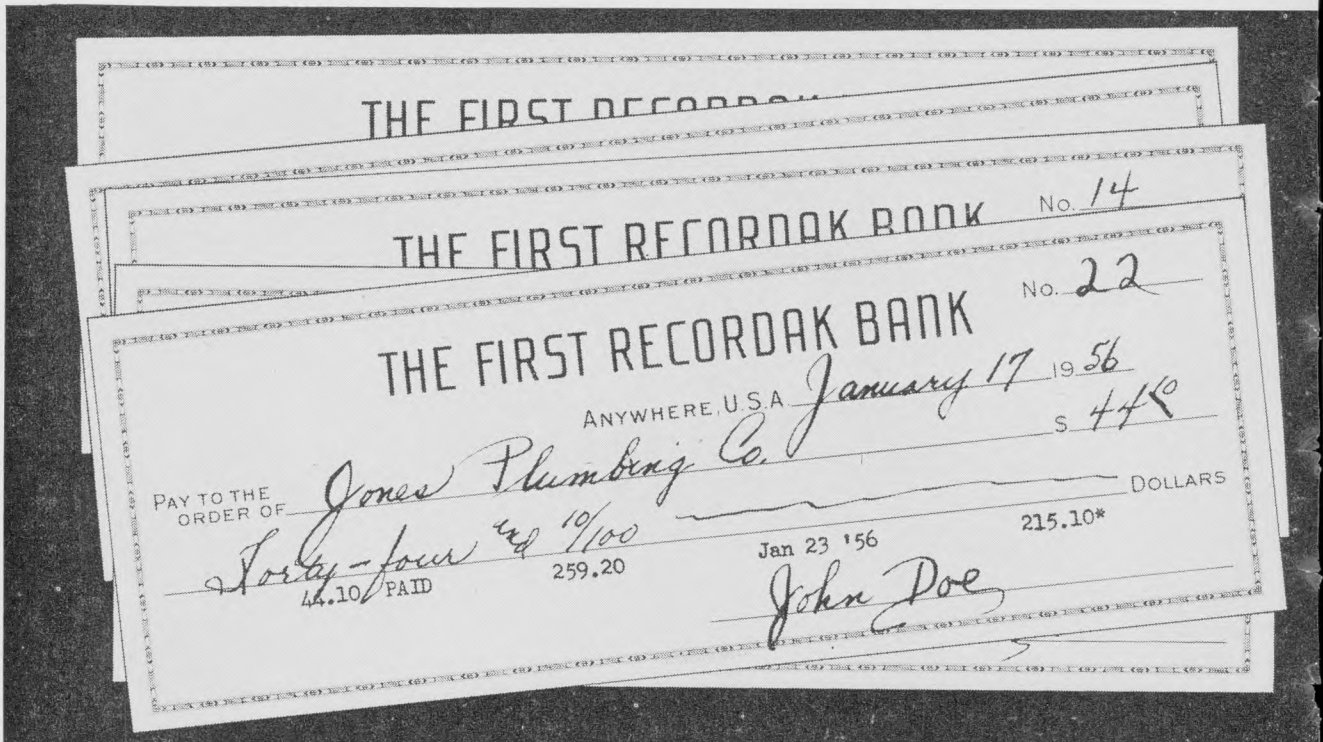 THE FIRST
THE FIRST RECORDAK BANK No. 14
THE FIRST RECORDAK BANK No. 22
ANYWHERE, U.S.A. January 17 1956
PAY TO THE ORDER OF Jones Plumbing Co. $ 44 10
Forty-four and 10/100 DOLLARS
44.10 PAID 259.20 Jan 23 '56 215.10*
John Doe